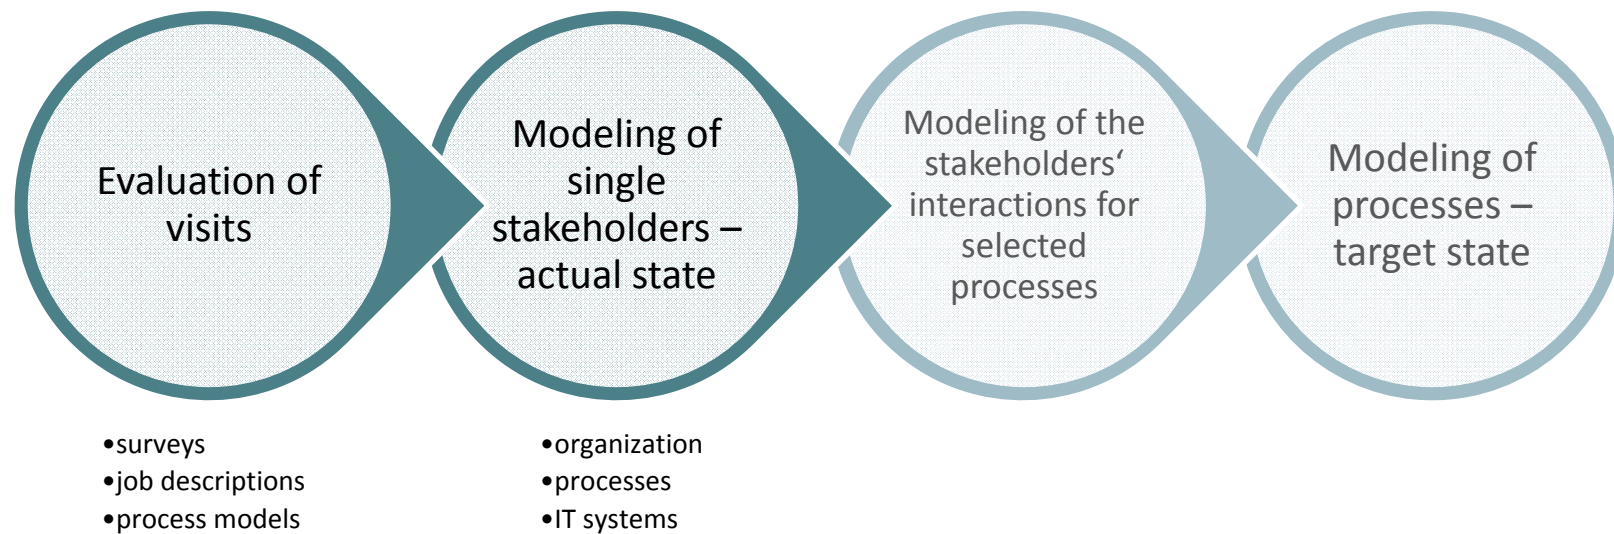 Evaluation of
visits
Modeling of
single
stakeholders –
actual state
Modeling of the
stakeholders‘
interactions for
selected
processes
Modeling of
processes –
target state
•surveys
•job descriptions
•process models
•organization
•processes
•IT systems